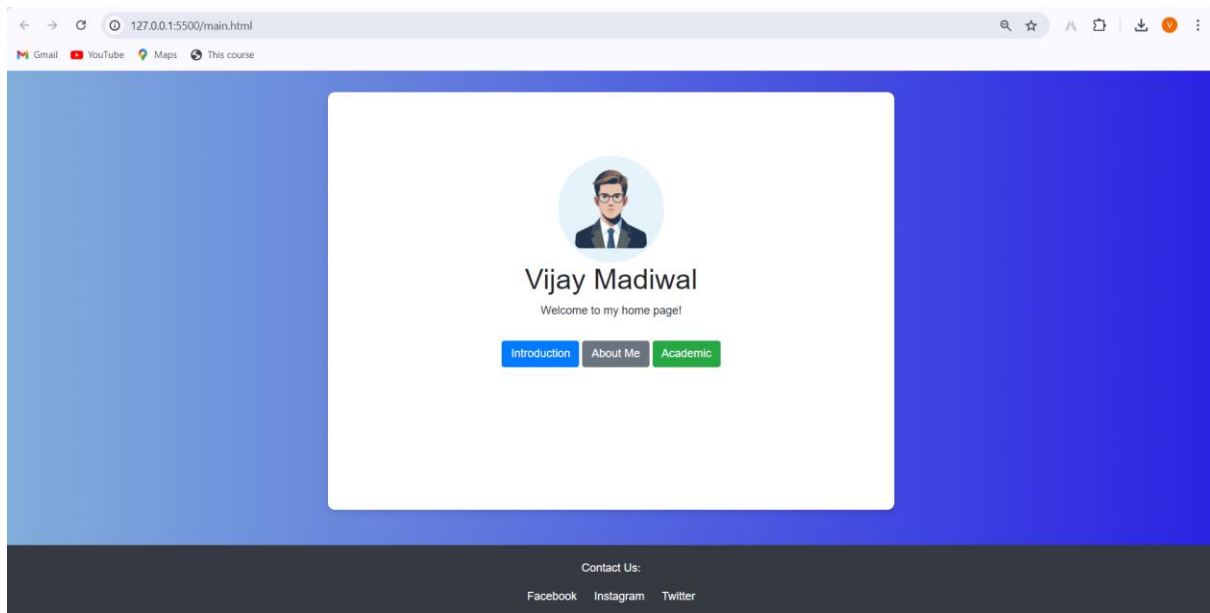 127.0.0.1:5500/main.html
Gmail YouTube Maps This course
Vijay Madiwal
Welcome to my home page!
Introduction About Me Academic
Contact Us:
Facebook Instagram Twitter